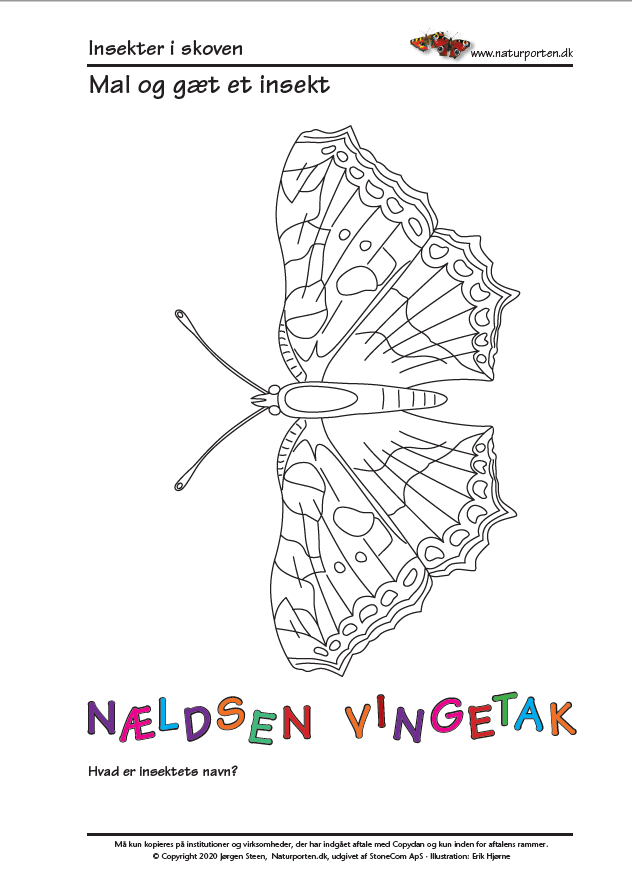 Insekter i skoven
www.naturporten.dk
Mal og gæt et insekt
NÆLDSEN VINGETAK
Hvad er insektets navn?
Må kun kopieres på institutioner og virksomheder, der har indgået aftale med Copydan og kun inden for aftalens rammer.
© Copyright 2020 Jørgen Steen, Naturporten.dk, udgivet af StoneCom ApS · Illustration: Erik Hjørne